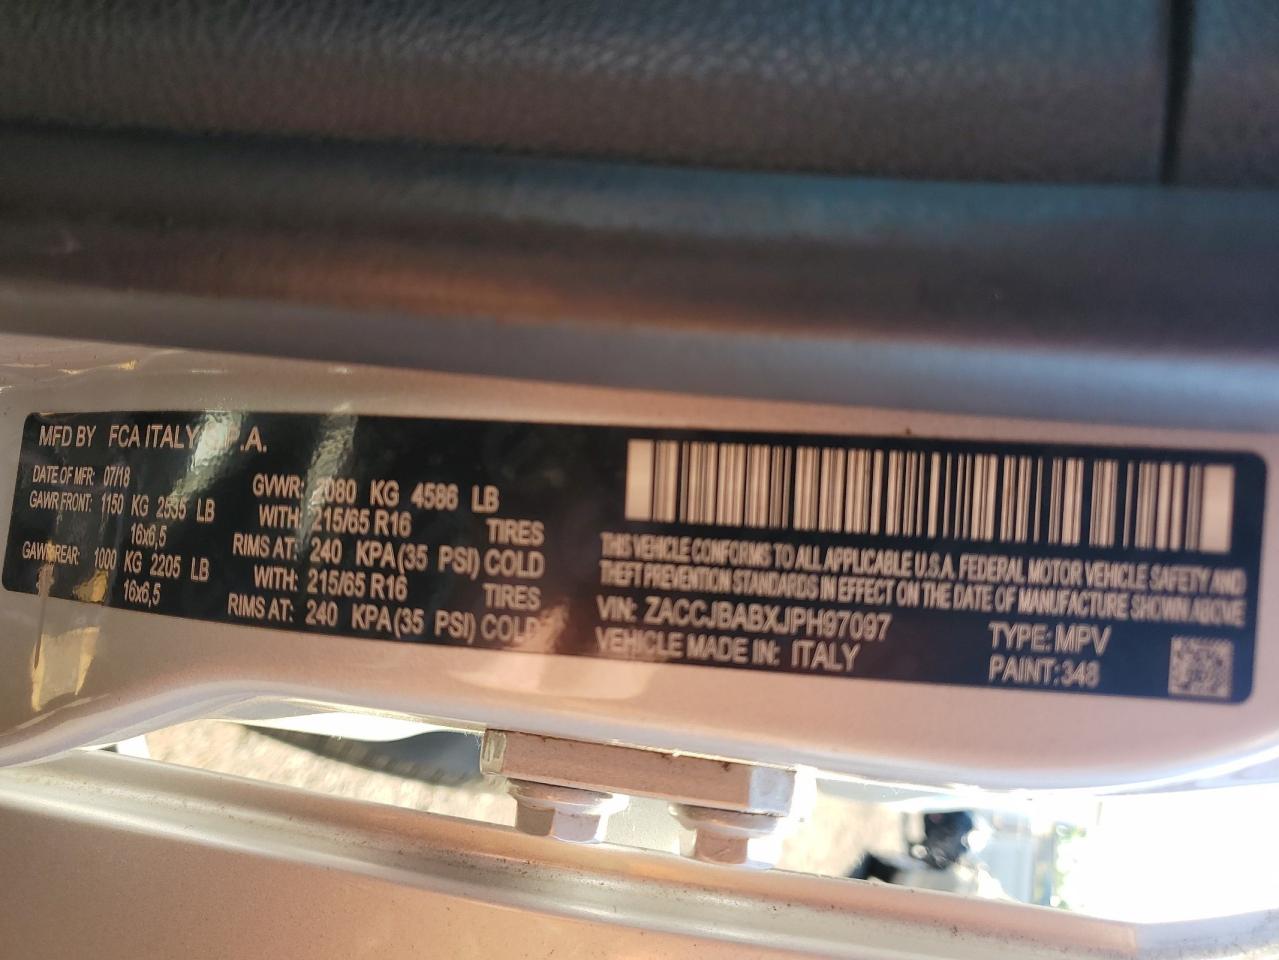 MFD BY FCA ITALY S.P.A.
DATE OF MFR: 07/18 GVWR: 2080 KG 4586 LB
GAWR FRONT: 1150 KG 2535 LB WITH: 215/65 R16 TIRES
16x6,5 RIMS AT: 240 KPA(35 PSI) COLD
GAWR REAR: 1000 KG 2205 LB WITH: 215/65 R16 TIRES
16x6,5 RIMS AT: 240 KPA(35 PSI) COLD
THIS VEHICLE CONFORMS TO ALL APPLICABLE U.S.A. FEDERAL MOTOR VEHICLE SAFETY AND
THEFT PREVENTION STANDARDS IN EFFECT ON THE DATE OF MANUFACTURE SHOWN ABOVE
VIN: ZACCJBABXJPH97097 TYPE: MPV
VEHICLE MADE IN: ITALY PAINT:348